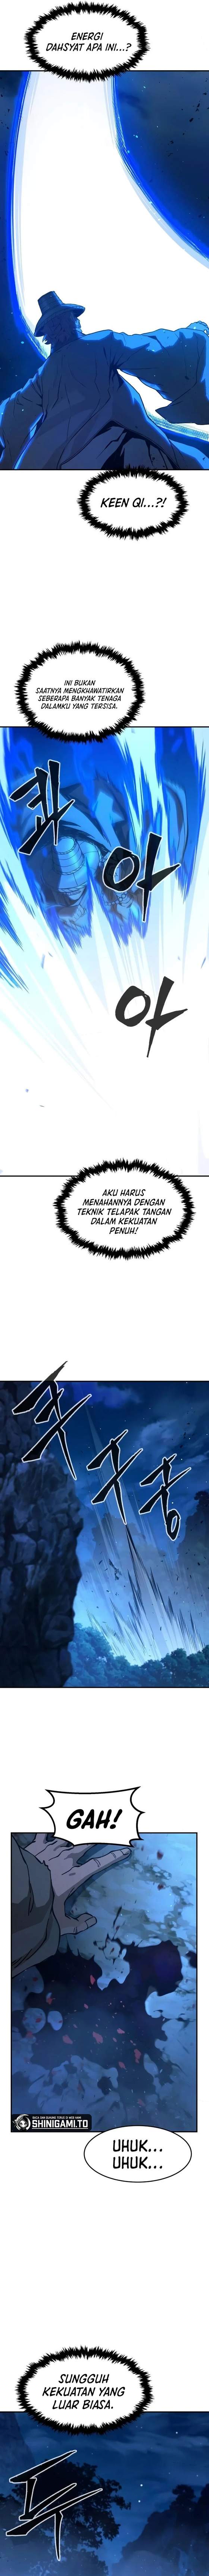 ENERGI
DAHSYAT APA INI...?
KEEN QI...?!
INI BUKAN
SAATNYA MENGKHAWATIRKAN
SEBERAPA BANYAK TENAGA
DALAMKU YANG TERSISA.
콰
아
아
AKU HARUS
MENAHANNYA DENGAN
TEKNIK TELAPAK TANGAN
DALAM KEKUATAN
PENUH!
쿠
구
궁
GAH!
SHINIGAMI.TO
UHUK...
UHUK...
SUNGGUH
KEKUATAN YANG
LUAR BIASA.